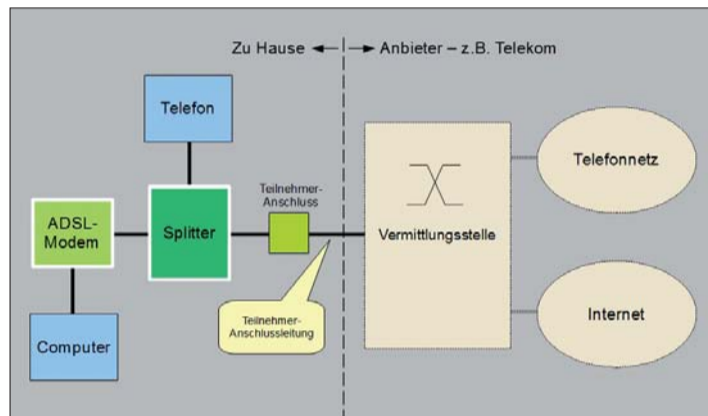 Zu Hause
Anbieter – z.B. Telekom
Telefon
Teilnehmer-
Anschluss
ADSL-
Modem
Splitter
Teilnehmer-
Anschlussleitung
Computer
Vermittlungsstelle
Telefonnetz
Internet